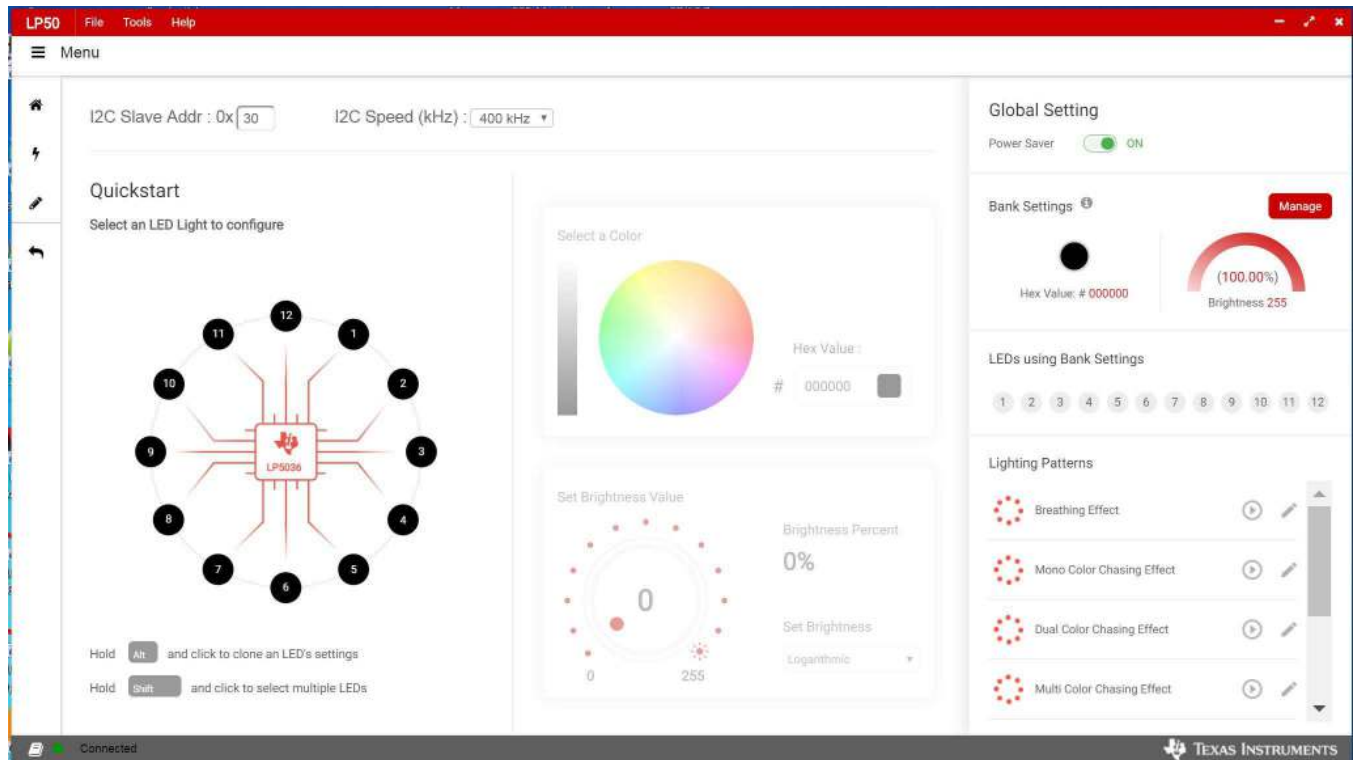 LP50 File Tools Help
Menu
I2C Slave Addr : 0x 30 I2C Speed (kHz) : 400 kHz
Quickstart
Select an LED Light to configure
12
11
1
10
2
9
3
LP5036
8
4
7
5
6
Hold Alt and click to clone an LED's settings
Hold Shift and click to select multiple LEDs
Select a Color
Hex Value :
# 000000
Set Brightness Value
Brightness Percent
0%
0
Set Brightness
Logarithmic
0 255
Global Setting
Power Saver ON
Bank Settings Manage
(100.00%)
Hex Value: # 000000
Brightness 255
LEDs using Bank Settings
1 2 3 4 5 6 7 8 9 10 11 12
Lighting Patterns
Breathing Effect
Mono Color Chasing Effect
Dual Color Chasing Effect
Multi Color Chasing Effect
Connected
TEXAS INSTRUMENTS